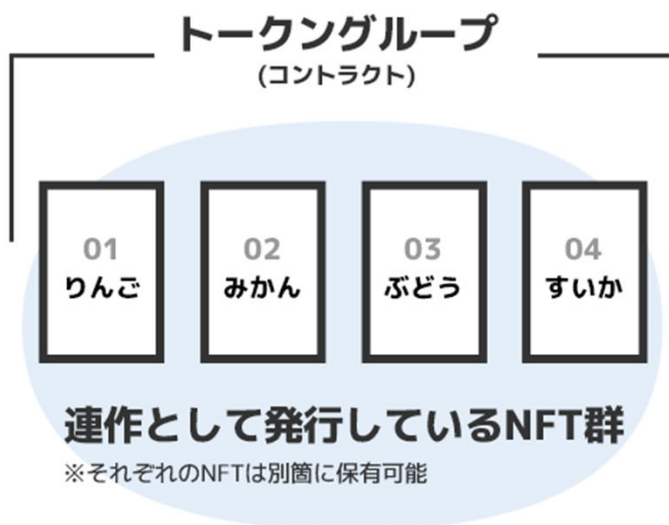 トークングループ
(コントラクト)
01
りんご
02
みかん
03
ぶどう
04
すいか
連作として発行しているNFT群
※それぞれのNFTは別箇に保有可能